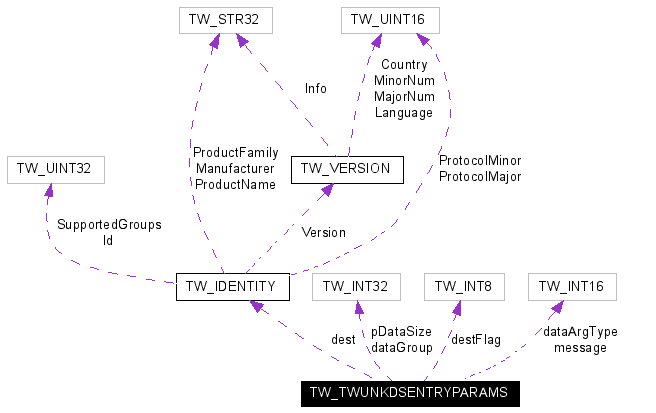 TW_STR32
TW_UINT16
Country
MinorNum
MajorNum
Language
Info
ProductFamily
Manufacturer
ProductName
ProtocolMinor
ProtocolMajor
TW_UINT32
TW_VERSION
SupportedGroups
Id
Version
TW_IDENTITY
TW_INT32
TW_INT8
TW_INT16
dest
pDataSize
dataGroup
destFlag
dataArgType
message
TW_TWUNKDSENTRYPARAMS